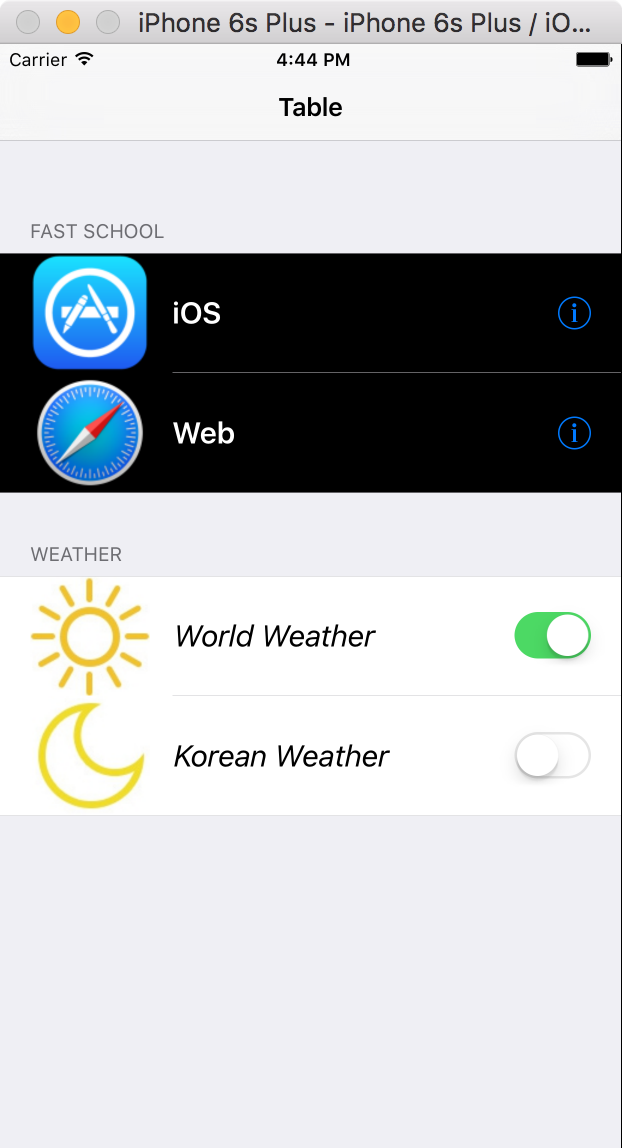 iPhone 6s Plus - iPhone 6s Plus / iO...
Carrier 4:44 PM
Table
FAST SCHOOL
iOS
Web
WEATHER
World Weather
Korean Weather